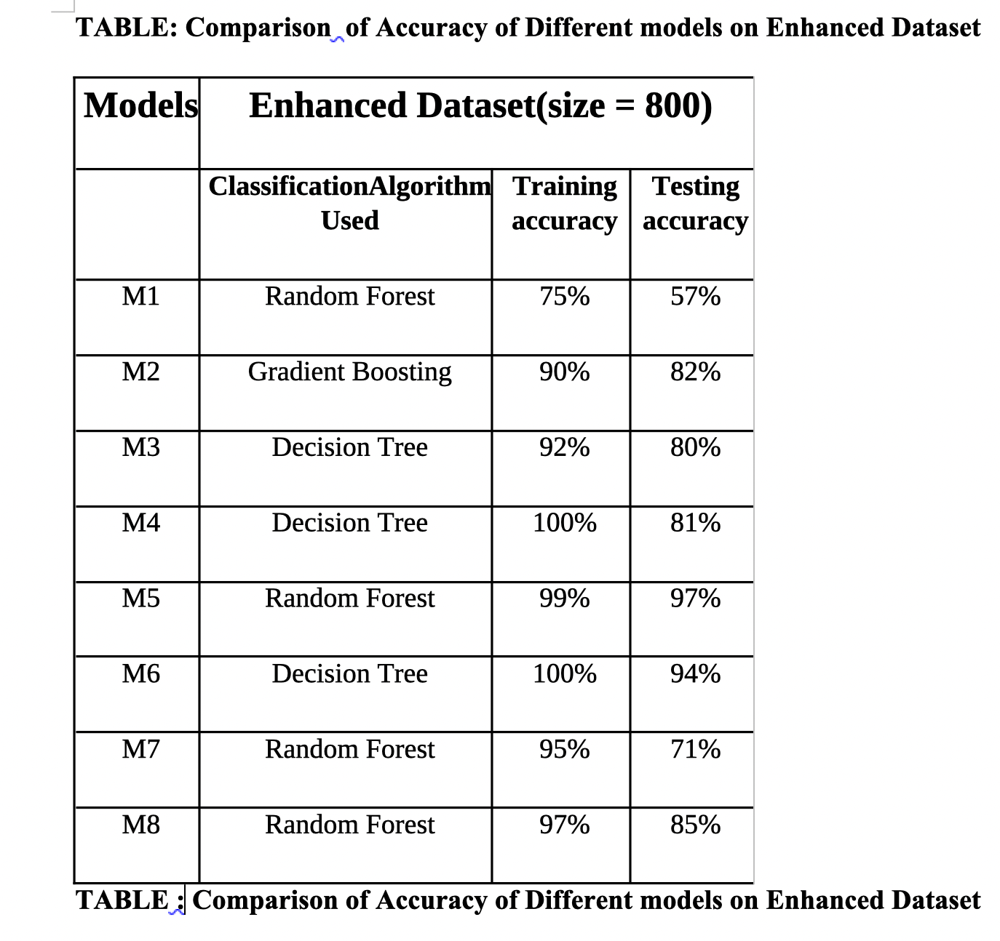 TABLE: Comparison  of Accuracy of Different models on Enhanced Dataset
Models Enhanced Dataset(size = 800)
ClassificationAlgorithm Training Testing
Used accuracy accuracy
M1 Random Forest 75% 57%
M2 Gradient Boosting 90% 82%
M3 Decision Tree 92% 80%
M4 Decision Tree 100% 81%
M5 Random Forest 99% 97%
M6 Decision Tree 100% 94%
M7 Random Forest 95% 71%
M8 Random Forest 97% 85%
TABLE : Comparison of Accuracy of Different models on Enhanced Dataset